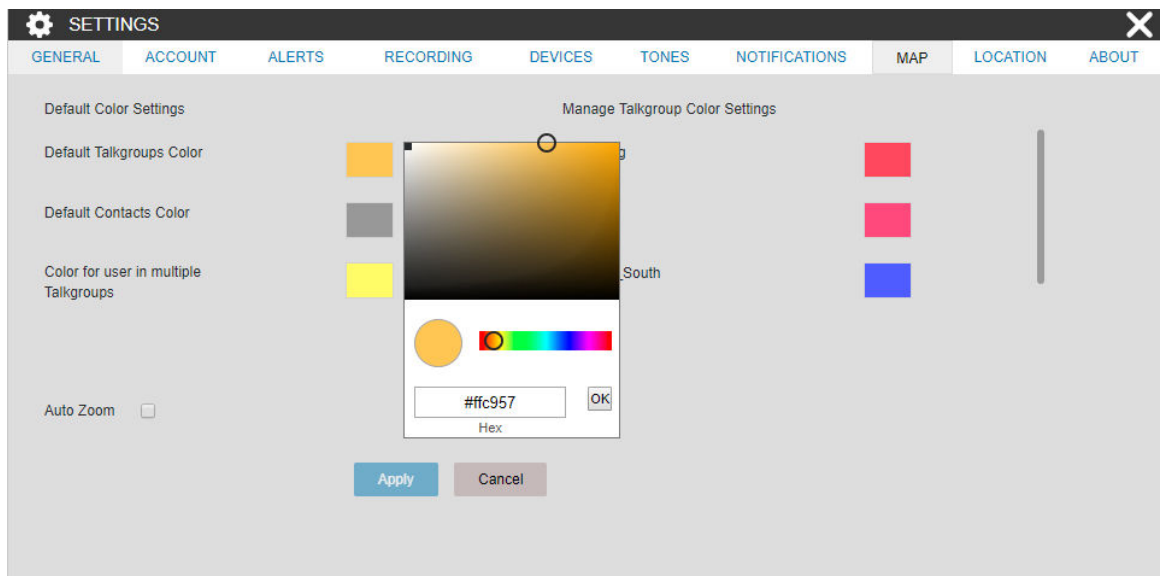 SETTINGS
GENERAL ACCOUNT ALERTS RECORDING DEVICES TONES NOTIFICATIONS MAP LOCATION ABOUT
Default Color Settings
Manage Talkgroup Color Settings
Default Talkgroups Color
g
Default Contacts Color
Color for user in multiple
Talkgroups
_South
#ffc957
OK
Hex
Auto Zoom
Apply Cancel